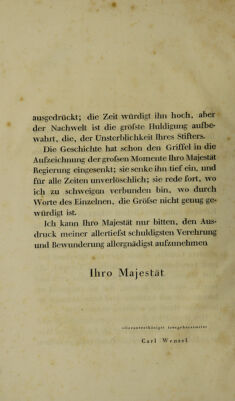 ausgedrückt; die Zeit würdigt ihn hoch, aber
der Nachwelt ist die gröfste Huldigung aufbe-
wahrt, die, der Unsterblichkeit Ihres Stifters.
Die Geschichte hat schon den Griffel in die
Aufzeichnung der grofsen Momente Ihro Majestät
Regierung eingesenkt; sie senke ihn tief ein, und
für alle Zeiten unverlöschlich; sie rede fort, wo
ich zu schweigen verbunden bin, wo durch
Worte des Einzelnen, die Gröfse nicht genug ge-
würdigt ist.
Ich kann Ihro Majestät nur bitten, den Aus-
druck meiner allertiefst schuldigsten Verehrung
und Bewunderung allergnädigst aufzunehmen
Ihro Majestät
Carl Wenzel